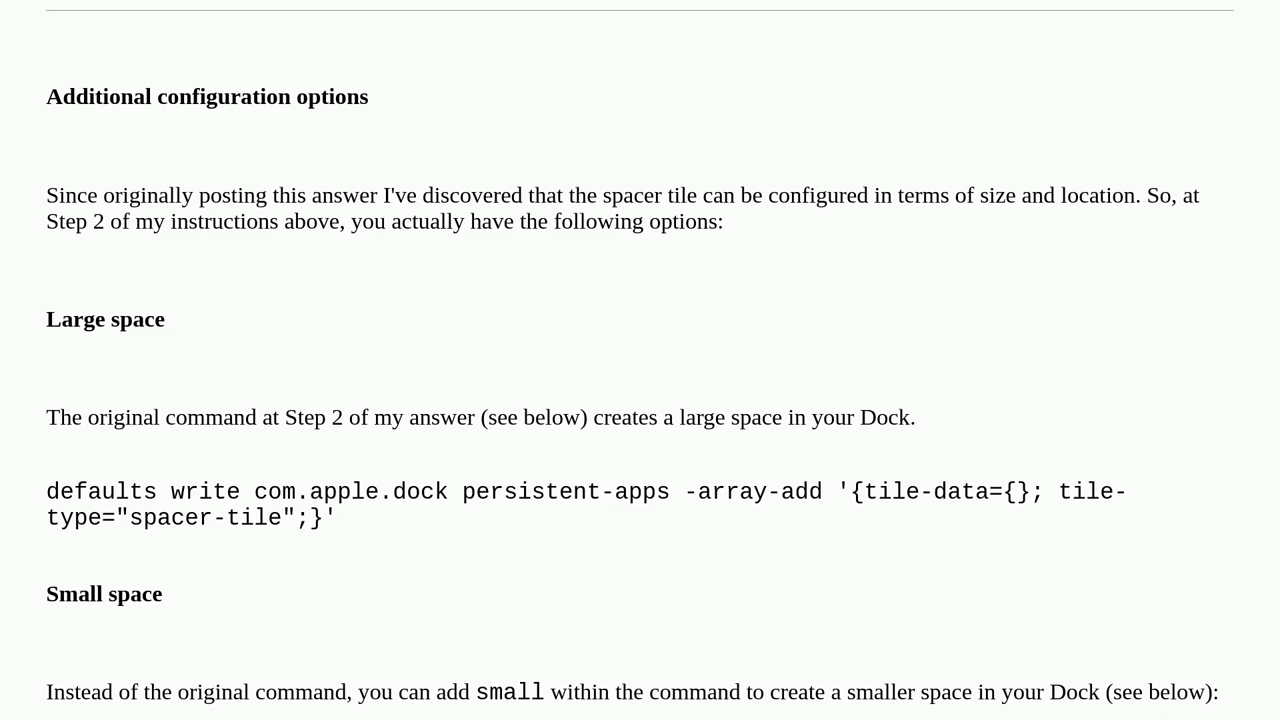 Additional configuration options
Since originally posting this answer I've discovered that the spacer tile can be configured in terms of size and location. So, at
Step 2 of my instructions above, you actually have the following options:
Large space
The original command at Step 2 of my answer (see below) creates a large space in your Dock.
defaults write com.apple.dock persistent-apps -array-add '{tile-data={}; tile-
type="spacer-tile";}'
Small space
Instead of the original command, you can add small within the command to create a smaller space in your Dock (see below):